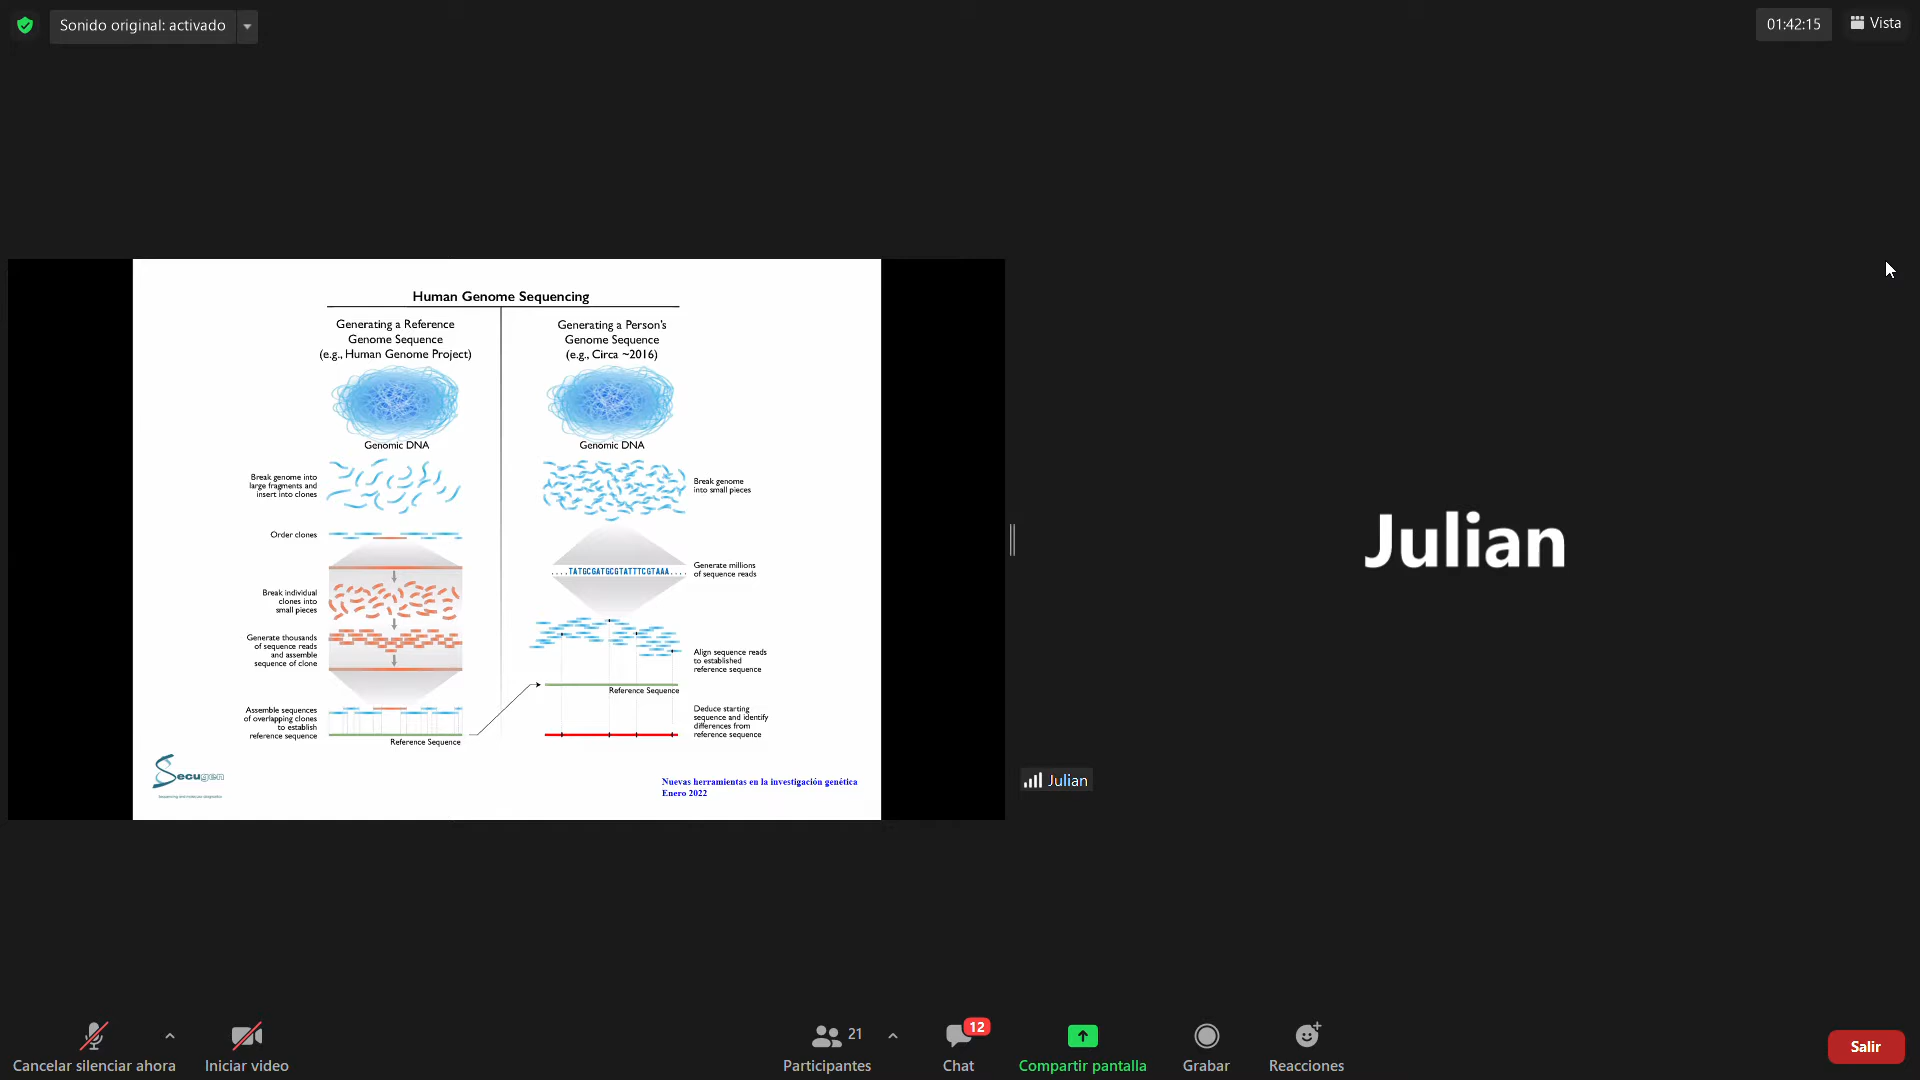 Sonido original: activado
01:42:15
Vista
Human Genome Sequencing
Generating a Reference
Genome Sequence
(e.g., Human Genome Project)
Genomic DNA
Break genome into
large fragments and
insert into clones
Order clones
Break individual
clones into
small pieces
Generate thousands
of sequence reads
and assemble
sequence of clone
Assemble sequences
of overlapping clones
to establish
reference sequence
Reference Sequence
Generating a Person's
Genome Sequence
(e.g., Circa ~2016)
Genomic DNA
Break genome
into small pieces
....TATGCGATGCGTATTTCGTAAA....
Generate millions
of sequence reads
Align sequence reads
to established
reference sequence
Reference Sequence
Deduce starting
sequence and identify
differences from
reference sequence
Secugen
Sequencing and molecular diagnostics
Nuevas herramientas en la investigación genética
Enero 2022
Julian
Julian
Cancelar silenciar ahora
Iniciar video
21
Participantes
12
Chat
Compartir pantalla
Grabar
Reacciones
Salir